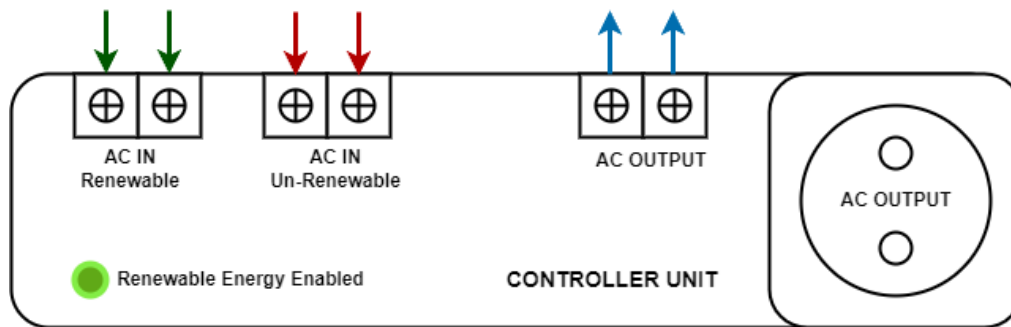 AC IN
Renewable
AC IN
Un-Renewable
AC OUTPUT
AC OUTPUT
Renewable Energy Enabled
CONTROLLER UNIT